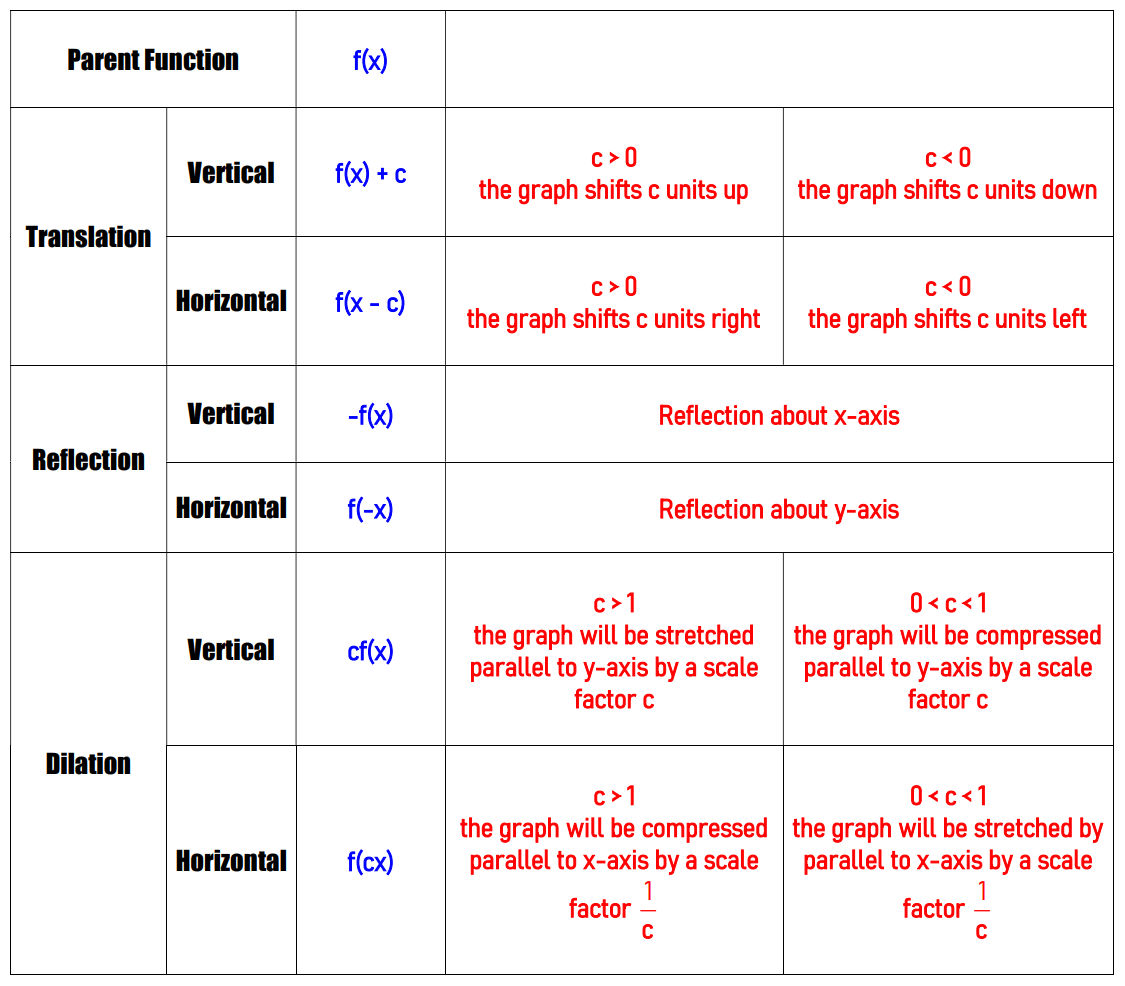 Parent Function
f(x)
Translation
Vertical
f(x) + c
c > 0
the graph shifts c units up
c < 0
the graph shifts c units down
Horizontal
f(x - c)
c > 0
the graph shifts c units right
c < 0
the graph shifts c units left
Reflection
Vertical
-f(x)
Reflection about x-axis
Horizontal
f(-x)
Reflection about y-axis
Dilation
Vertical
cf(x)
c > 1
the graph will be stretched
parallel to y-axis by a scale
factor c
0 < c < 1
the graph will be compressed
parallel to y-axis by a scale
factor c
Horizontal
f(cx)
c > 1
the graph will be compressed
parallel to x-axis by a scale
factor 1/c
0 < c < 1
the graph will be stretched by
parallel to x-axis by a scale
factor 1/c